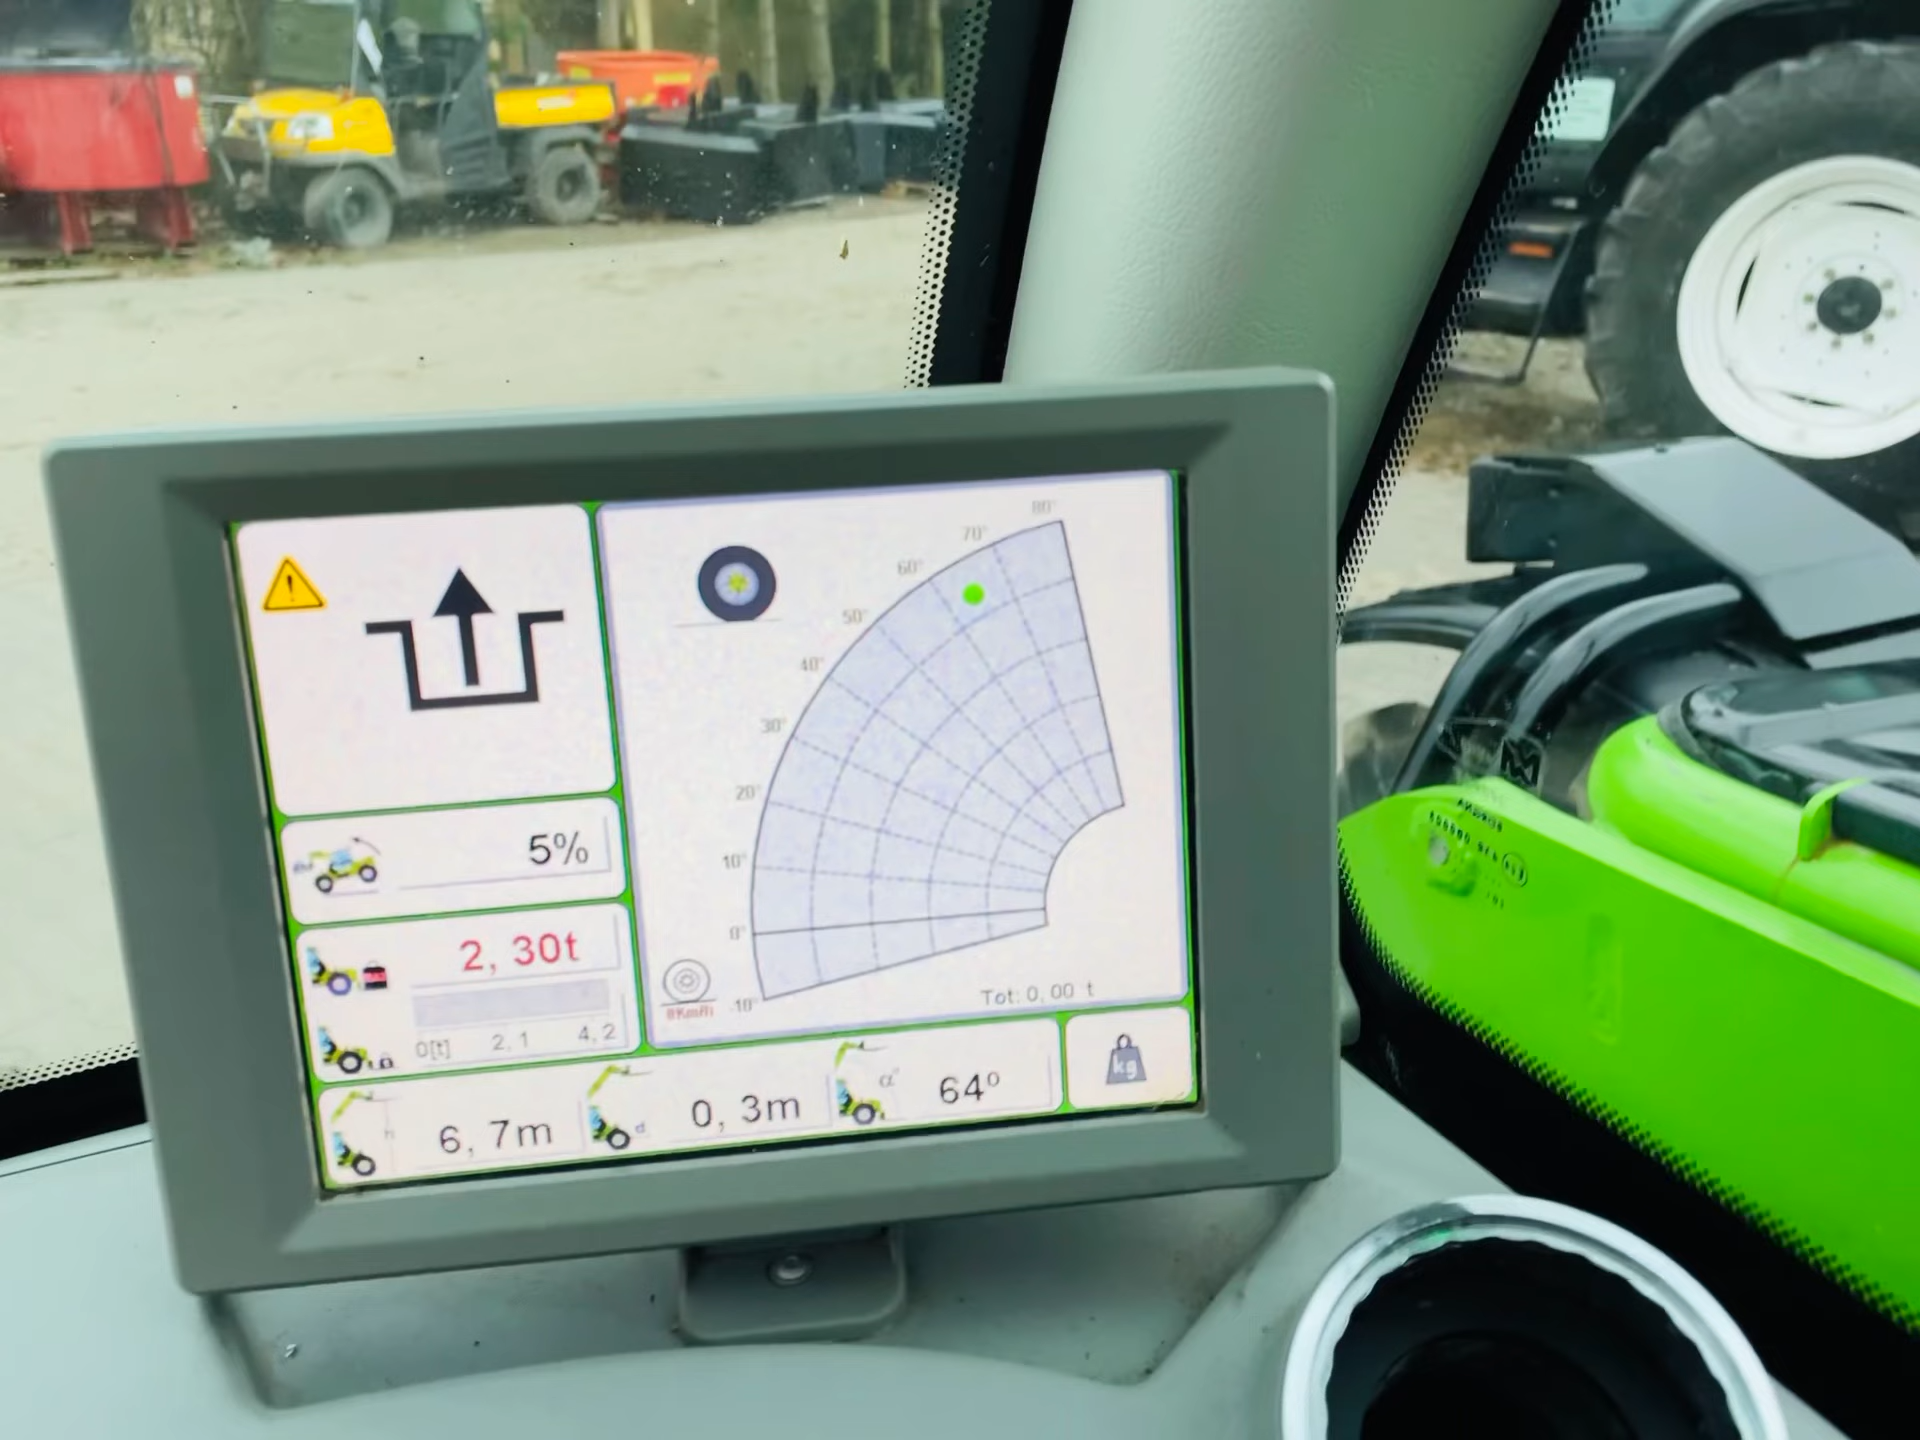 80°
70°
60°
50°
40°
30°
20°
10°
0°
-10°
5%
2, 30t
0[t] 2, 1 4, 2
8Km/h
Tot: 0, 00 t
h 6, 7m
d 0, 3m
α° 64°
kg